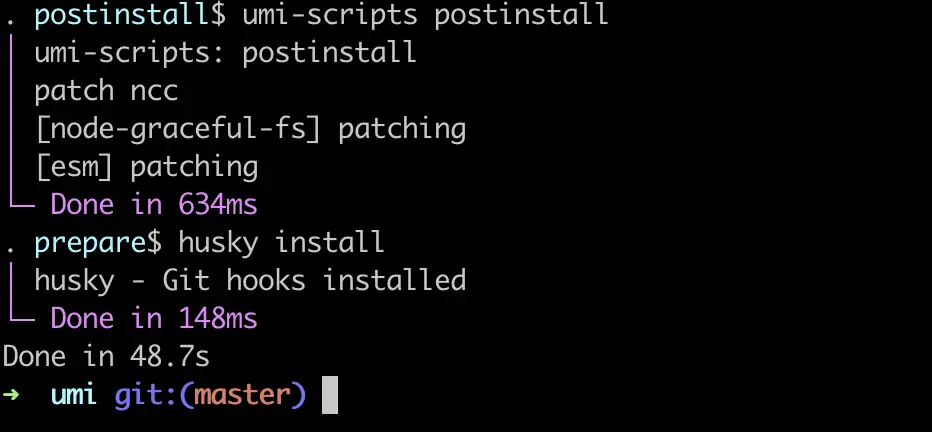 . postinstall$ umi-scripts postinstall
│ umi-scripts: postinstall
│ patch ncc
│ [node-graceful-fs] patching
│ [esm] patching
└─ Done in 634ms
. prepare$ husky install
│ husky - Git hooks installed
└─ Done in 148ms
Done in 48.7s
➜  umi git:(master)